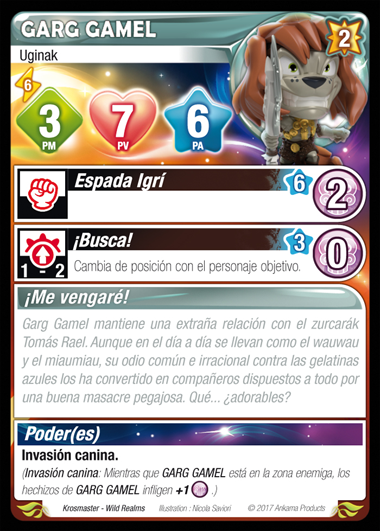 GARG GAMEL
2
Uginak
6
3
PM
7
PV
6
PA
Espada Igrí
6
2
¡Busca!
3
0
1 - 2
Cambia de posición con el personaje objetivo.
¡Me vengaré!
Garg Gamel mantiene una extraña relación con el zurcarák
Tomás Rael. Aunque en el día a día se llevan como el wauwau
y el miaumiau, su odio común e irracional contra las gelatinas
azules los ha convertido en compañeros dispuestos a todo por
una buena masacre pegajosa. Qué... ¿adorables?
Poder(es)
Invasión canina.
(Invasión canina: Mientras que GARG GAMEL está en la zona enemiga, los
hechizos de GARG GAMEL infligen +1 .)
Krosmaster - Wild Realms Illustration : Nicola Saviori © 2017 Ankama Products